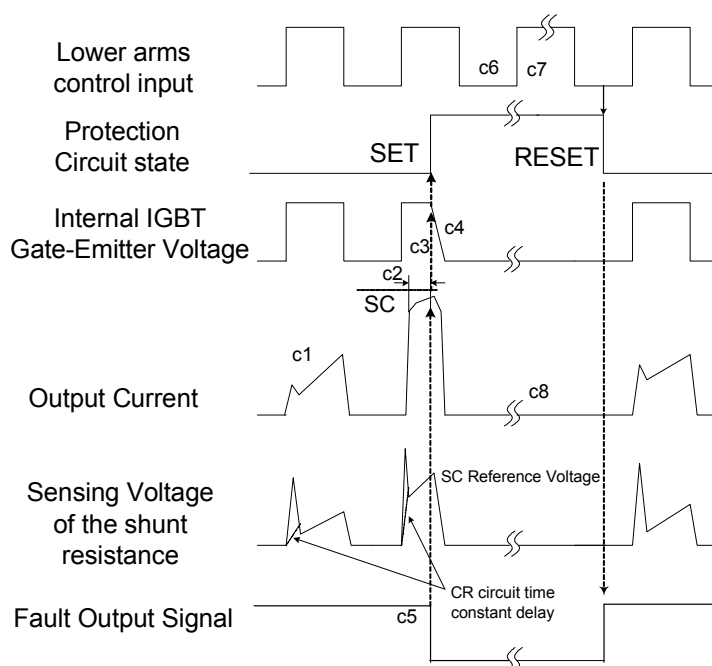 Lower arms
control input
c6
c7
Protection
Circuit state
SET
RESET
Internal IGBT
Gate-Emitter Voltage
c4
c3
c2
SC
c1
Output Current
c8
SC Reference Voltage
Sensing Voltage
of the shunt
resistance
CR circuit time
constant delay
Fault Output Signal
c5